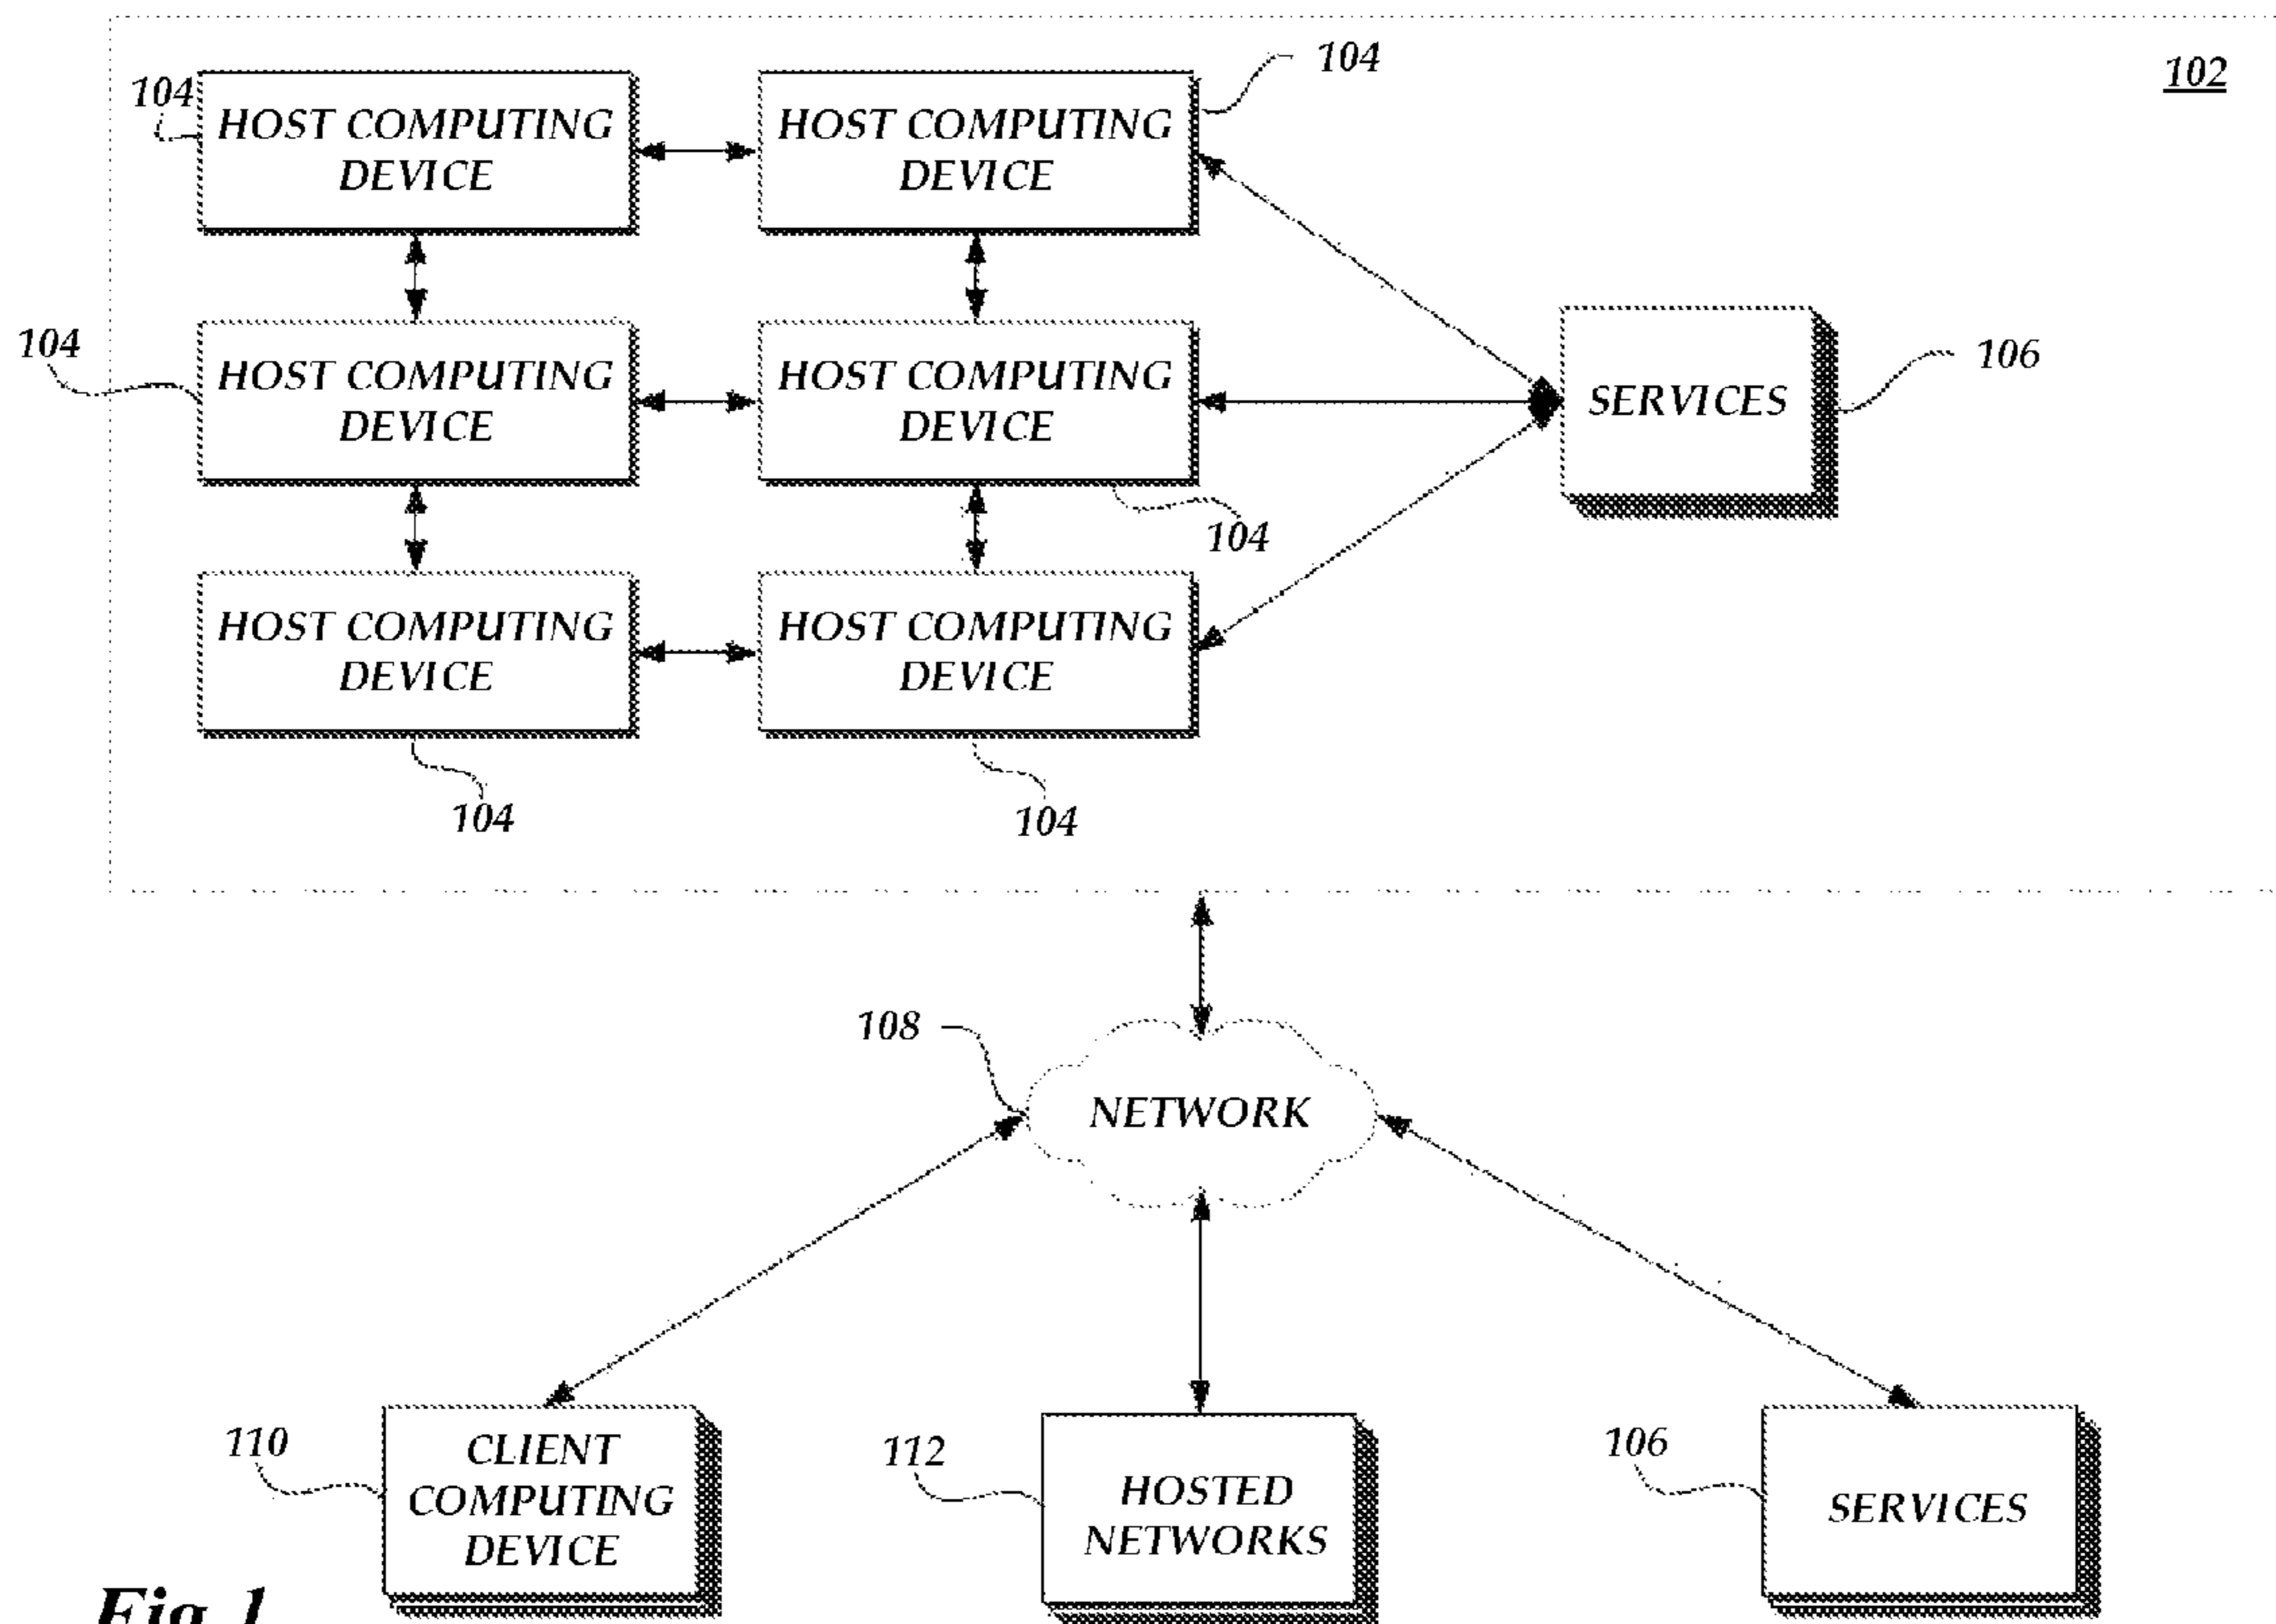 102
104
104
HOST COMPUTING
DEVICE
HOST COMPUTING
DEVICE
104
HOST COMPUTING
DEVICE
HOST COMPUTING
DEVICE
104
SERVICES
106
HOST COMPUTING
DEVICE
HOST COMPUTING
DEVICE
104
104
108
NETWORK
110
CLIENT
COMPUTING
DEVICE
112
HOSTED
NETWORKS
106
SERVICES
Fig.1